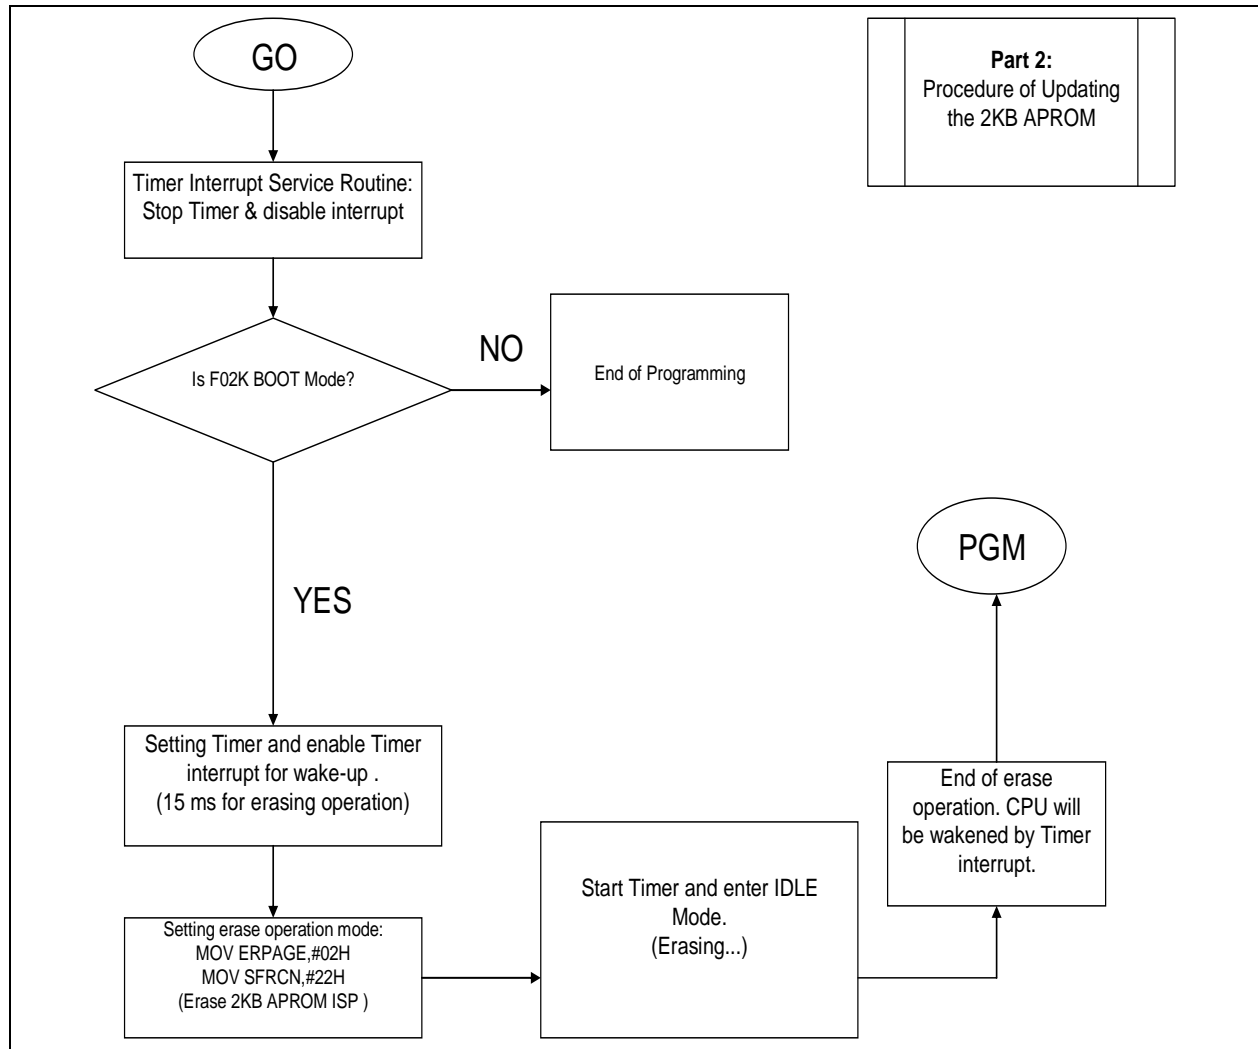 GO
Part 2:
Procedure of Updating
the 2KB APROM
Timer Interrupt Service Routine:
Stop Timer & disable interrupt
Is F02K BOOT Mode?
NO
End of Programming
YES
PGM
Setting Timer and enable Timer
interrupt for wake-up .
(15 ms for erasing operation)
End of erase
operation. CPU will
be wakened by Timer
interrupt.
Start Timer and enter IDLE
Mode.
(Erasing...)
Setting erase operation mode:
MOV ERPAGE,#02H
MOV SFRCN,#22H
(Erase 2KB APROM ISP )